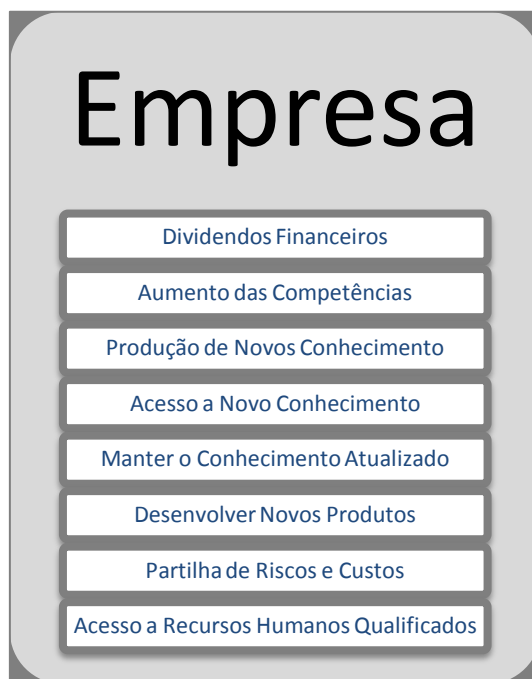 Empresa
Dividendos Financeiros
Aumento das Competências
Produção de Novos Conhecimento
Acesso a Novo Conhecimento
Manter o Conhecimento Atualizado
Desenvolver Novos Produtos
Partilha de Riscos e Custos
Acesso a Recursos Humanos Qualificados